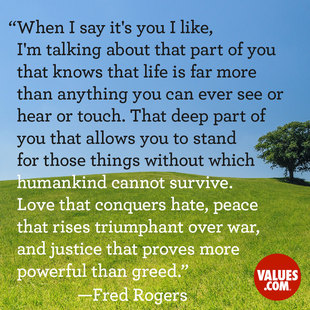 “When I say it's you I like,
I'm talking about that part of you
that knows that life is far more
than anything you can ever see or
hear or touch. That deep part of
you that allows you to stand
for those things without which
humankind cannot survive.
Love that conquers hate, peace
that rises triumphant over war,
and justice that proves more
powerful than greed.”
—Fred Rogers
VALUES
.COM